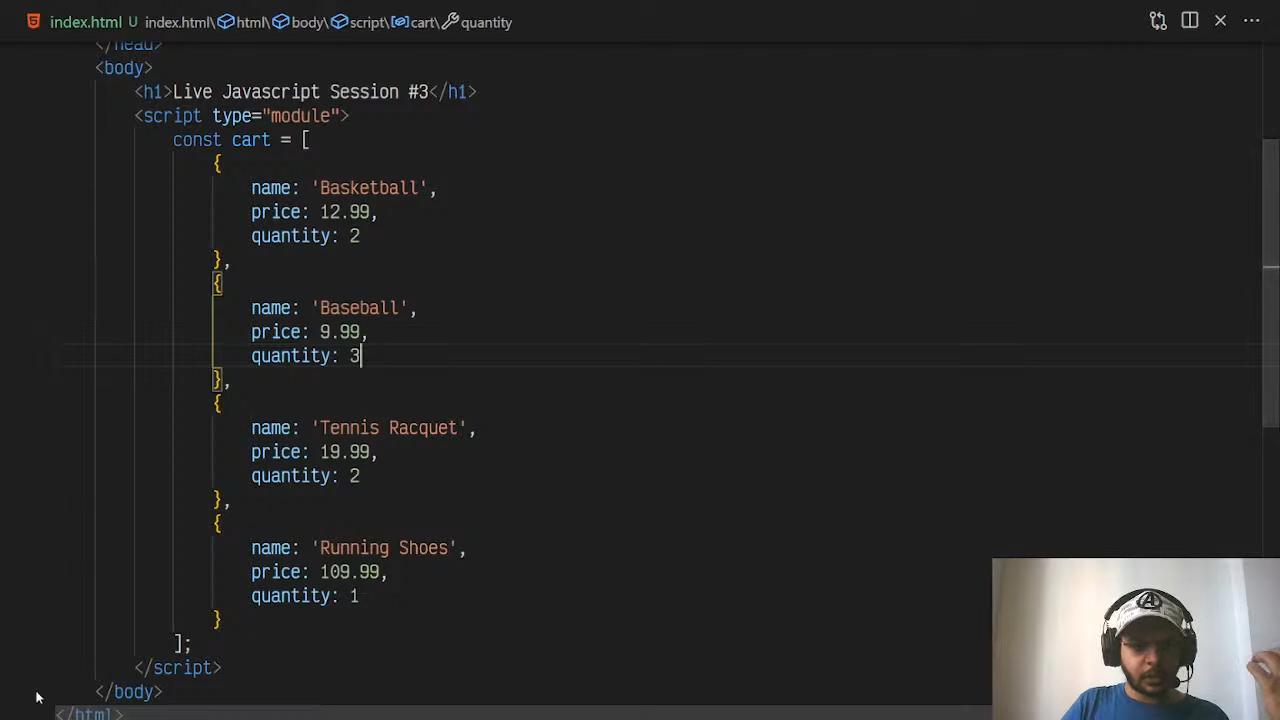 index.html U index.html\html\body\script\cart\quantity
</head>
<body>
<h1>Live Javascript Session #3</h1>
<script type="module">
const cart = [
{
name: 'Basketball',
price: 12.99,
quantity: 2
},
{
name: 'Baseball',
price: 9.99,
quantity: 3
},
{
name: 'Tennis Racquet',
price: 19.99,
quantity: 2
},
{
name: 'Running Shoes',
price: 109.99,
quantity: 1
}
];
</script>
</body>
</html>